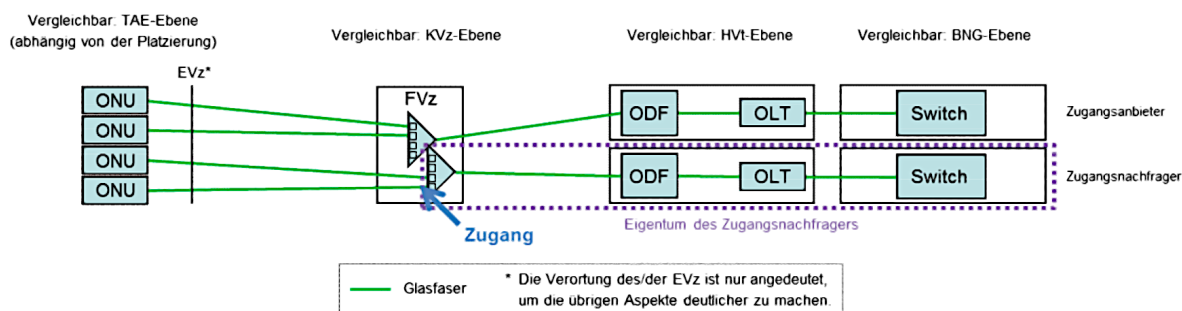 Vergleichbar: TAE-Ebene
(abhängig von der Platzierung)
Vergleichbar: KVz-Ebene
Vergleichbar: HVt-Ebene
Vergleichbar: BNG-Ebene
EVz*
FVz
ONU
ONU
ONU
ONU
ODF
OLT
Switch
Zugangsanbieter
ODF
OLT
Switch
Zugangsnachfrager
Eigentum des Zugangsnachfragers
Zugang
Glasfaser
* Die Verortung des/der EVz ist nur angedeutet,
um die übrigen Aspekte deutlicher zu machen.